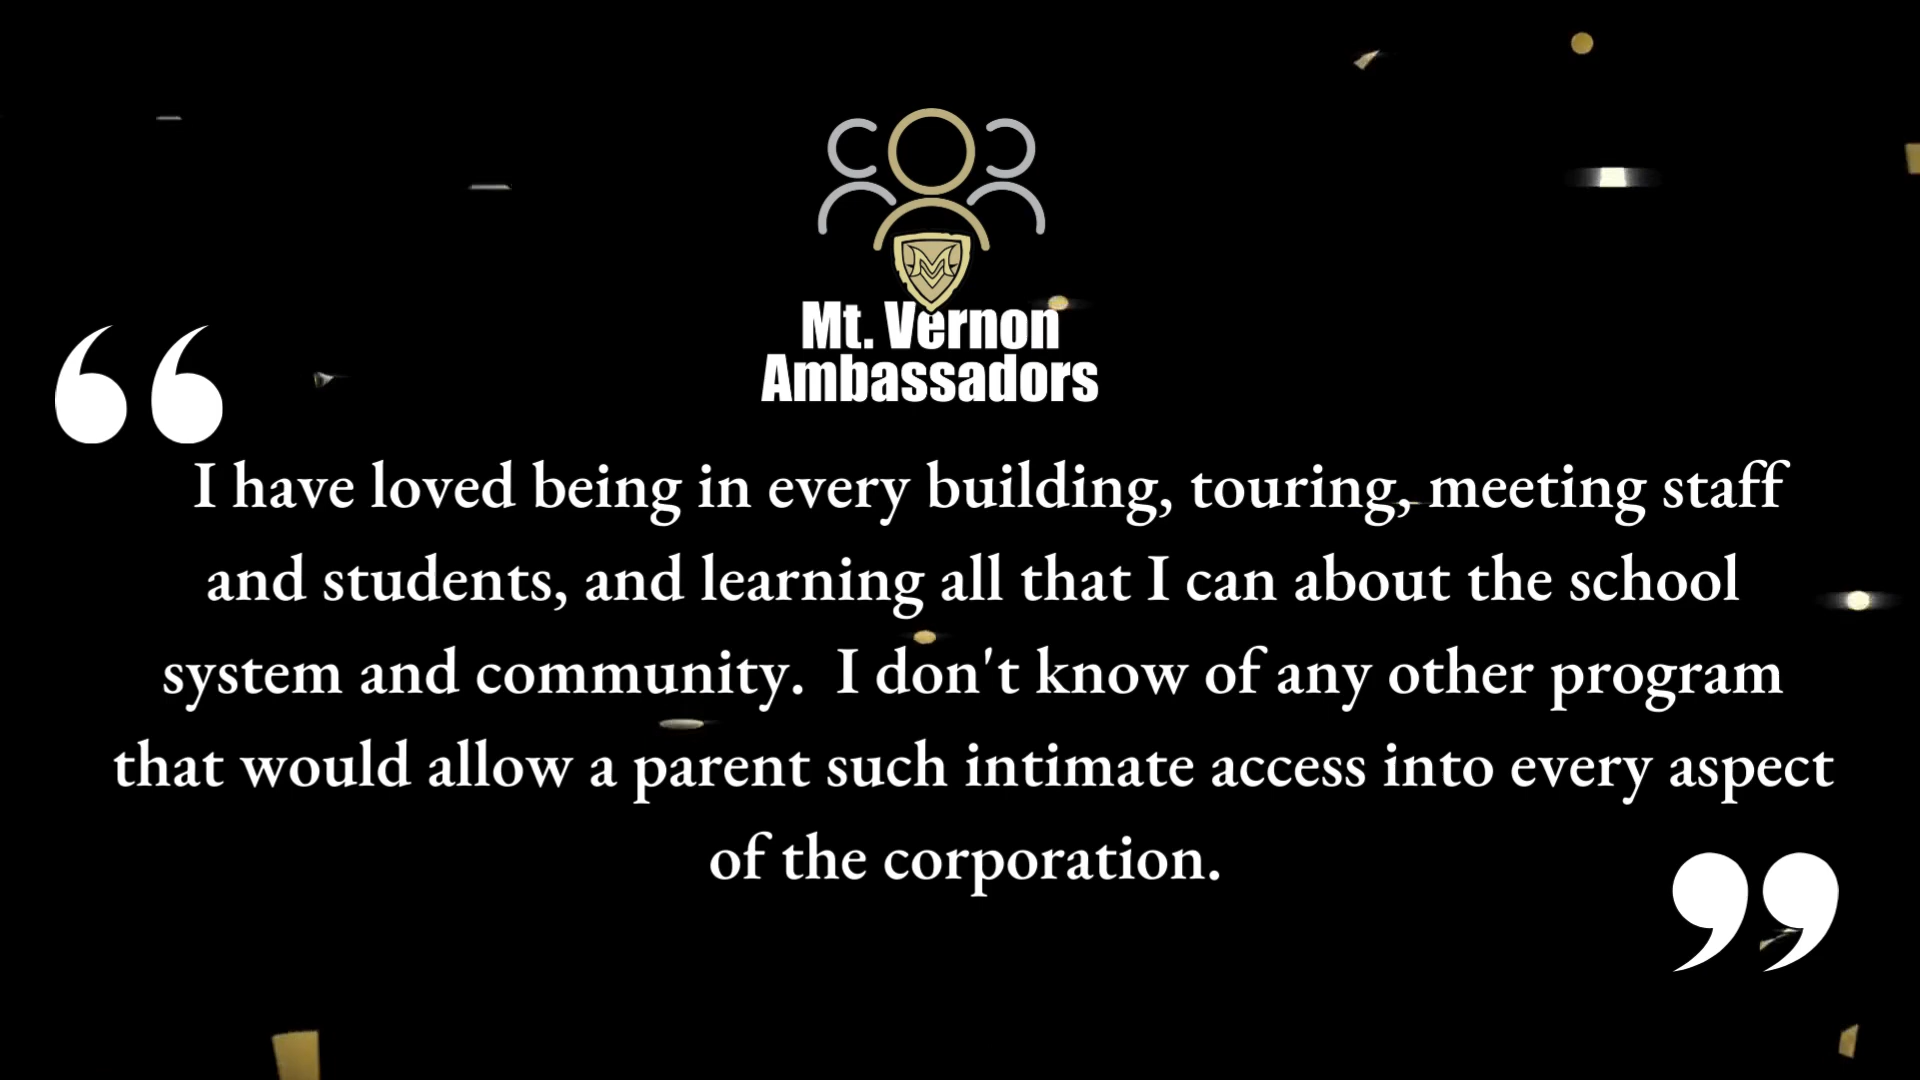 Mt. Vernon
Ambassadors
“
I have loved being in every building, touring, meeting staff
and students, and learning all that I can about the school
system and community.  I don't know of any other program
that would allow a parent such intimate access into every aspect
of the corporation.
”